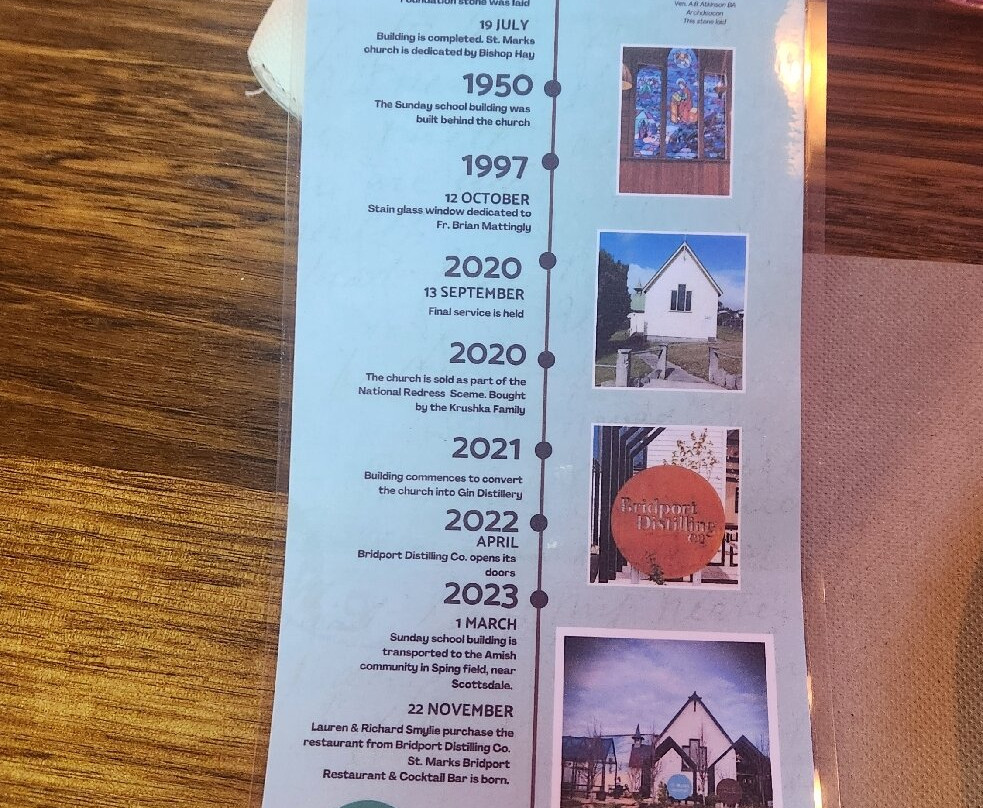 Foundation stone was laid
Ven. A.B Atkinson BA
Archdeacon
This stone laid
19 JULY
Building is completed. St. Marks
church is dedicated by Bishop Hay
1950
The Sunday school building was
built behind the church
1997
12 OCTOBER
Stain glass window dedicated to
Fr. Brian Mattingly
2020
13 SEPTEMBER
Final service is held
2020
The church is sold as part of the
National Redress Sceme. Bought
by the Krushka Family
2021
Building commences to convert
the church into Gin Distillery
Bridport
Distilling
CO
2022
APRIL
Bridport Distilling Co. opens its
doors
2023
1 MARCH
Sunday school building is
transported to the Amish
community in Sping field, near
Scottsdale.
22 NOVEMBER
Lauren & Richard Smylie purchase the
restaurant from Bridport Distilling Co.
St. Marks Bridport
Restaurant & Cocktail Bar is born.